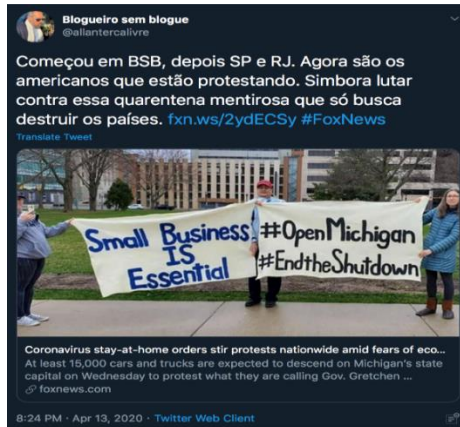 Blogueiro sem blogue
@aliantercalivre
Começou em BSB, depois SP e RJ. Agora são os
americanos que estão protestando. Simbora lutar
contra essa quarentena mentirosa que só busca
destruir os países. fxn.ws/2ydECSy #FoxNews
Translate Tweet
Small Business
IS
Essential
#OpenMichigan
#EndtheShutdown
Coronavirus stay-at-home orders stir protests nationwide amid fears of eco...
At least 15,000 cars and trucks are expected to descend on Michigan's state
capital on Wednesday to protest what they are calling Gov. Gretchen ...
foxnews.com
8:24 PM · Apr 13, 2020 · Twitter Web Client